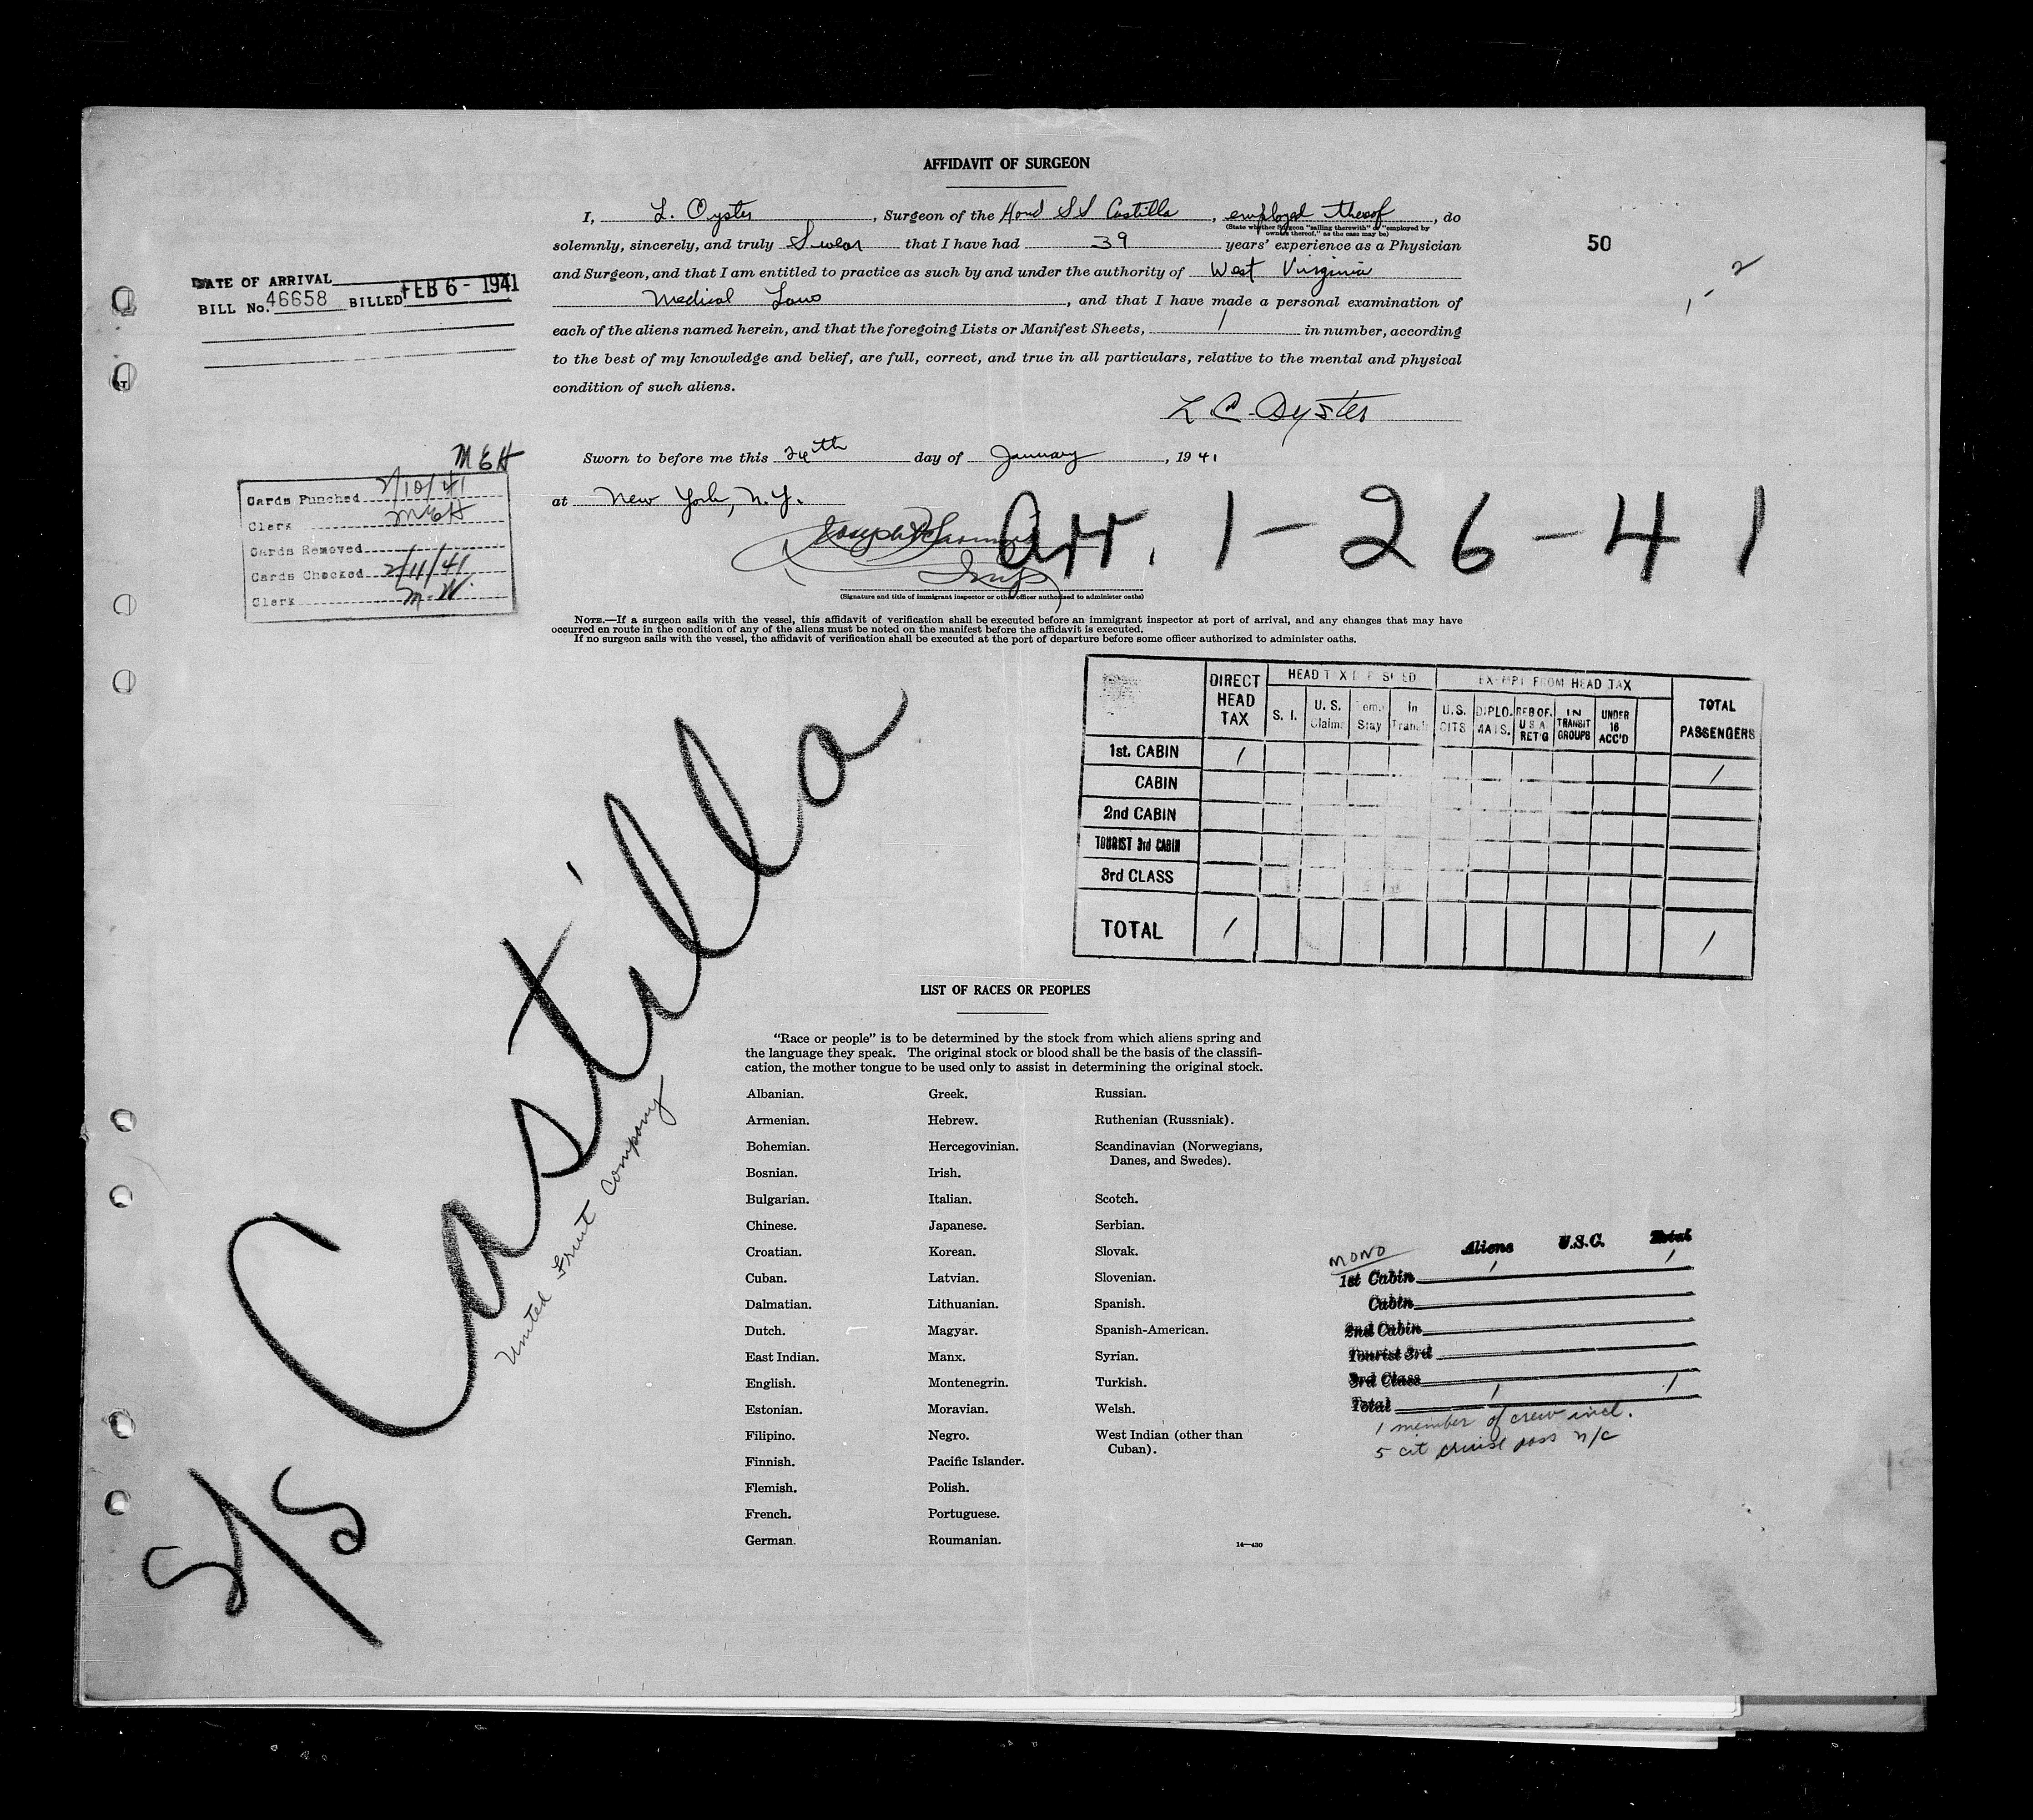 AFFIDAVIT OF SURGEON
I, L. Oyster, Surgeon of the Hond SS Castilla, employed thereof, do
(State whether Surgeon "sailing therewith" or "employed by
owners thereof," as the case may be)
solemnly, sincerely, and truly Swear that I have had 39 years' experience as a Physician
and Surgeon, and that I am entitled to practice as such by and under the authority of West Virginia
Medical Laws, and that I have made a personal examination of
each of the aliens named herein, and that the foregoing Lists or Manifest Sheets, 1 in number, according
to the best of my knowledge and belief, are full, correct, and true in all particulars, relative to the mental and physical
condition of such aliens.
L. C. Oyster
Sworn to before me this 26th day of January, 1941
at New York, N.Y.
Insp
(Signature and title of immigrant inspector or other officer authorized to administer oaths)
Arr. 1-26-41
50
2
1 -
DATE OF ARRIVAL
BILL No. 46658 BILLED FEB 6 - 1941
MEH
Cards Punched 2/10/41
Clerk MEH
Cards Removed
Cards Checked 2/11/41
Clerk M.W.
NOTE.—If a surgeon sails with the vessel, this affidavit of verification shall be executed before an immigrant inspector at port of arrival, and any changes that may have
occurred en route in the condition of any of the aliens must be noted on the manifest before the affidavit is executed.
If no surgeon sails with the vessel, the affidavit of verification shall be executed at the port of departure before some officer authorized to administer oaths.
DIRECT HEAD TAX
HEAD TAX
EXEMPT FROM HEAD TAX
TOTAL PASSENGERS
S. I.
U. S. Claims
Temp Stay
In Transit
U.S. CITS
DIPLO. MATS.
RES OF. U.S.A. RET'G
IN TRANSIT GROUPS
UNDER 16 ACC'D
1st. CABIN 1 1
CABIN
2nd CABIN
TOURIST 3rd CABIN
3rd CLASS
TOTAL 1 1
S/S Castilla
United Fruit Company
LIST OF RACES OR PEOPLES
"Race or people" is to be determined by the stock from which aliens spring and
the language they speak. The original stock or blood shall be the basis of the classifi-
cation, the mother tongue to be used only to assist in determining the original stock.
Albanian.
Armenian.
Bohemian.
Bosnian.
Bulgarian.
Chinese.
Croatian.
Cuban.
Dalmatian.
Dutch.
East Indian.
English.
Estonian.
Filipino.
Finnish.
Flemish.
French.
German.
Greek.
Hebrew.
Hercegovinian.
Irish.
Italian.
Japanese.
Korean.
Latvian.
Lithuanian.
Magyar.
Manx.
Montenegrin.
Moravian.
Negro.
Pacific Islander.
Polish.
Portuguese.
Roumanian.
Russian.
Ruthenian (Russniak).
Scandinavian (Norwegians,
Danes, and Swedes).
Scotch.
Serbian.
Slovak.
Slovenian.
Spanish.
Spanish-American.
Syrian.
Turkish.
Welsh.
West Indian (other than
Cuban).
14—430
MONO Aliens U.S.C. Total
1st Cabin 1 1
Cabin
2nd Cabin
Tourist 3rd
3rd Class
Total 1 1
1 member of crew incl.
5 cit cruise pass n/c